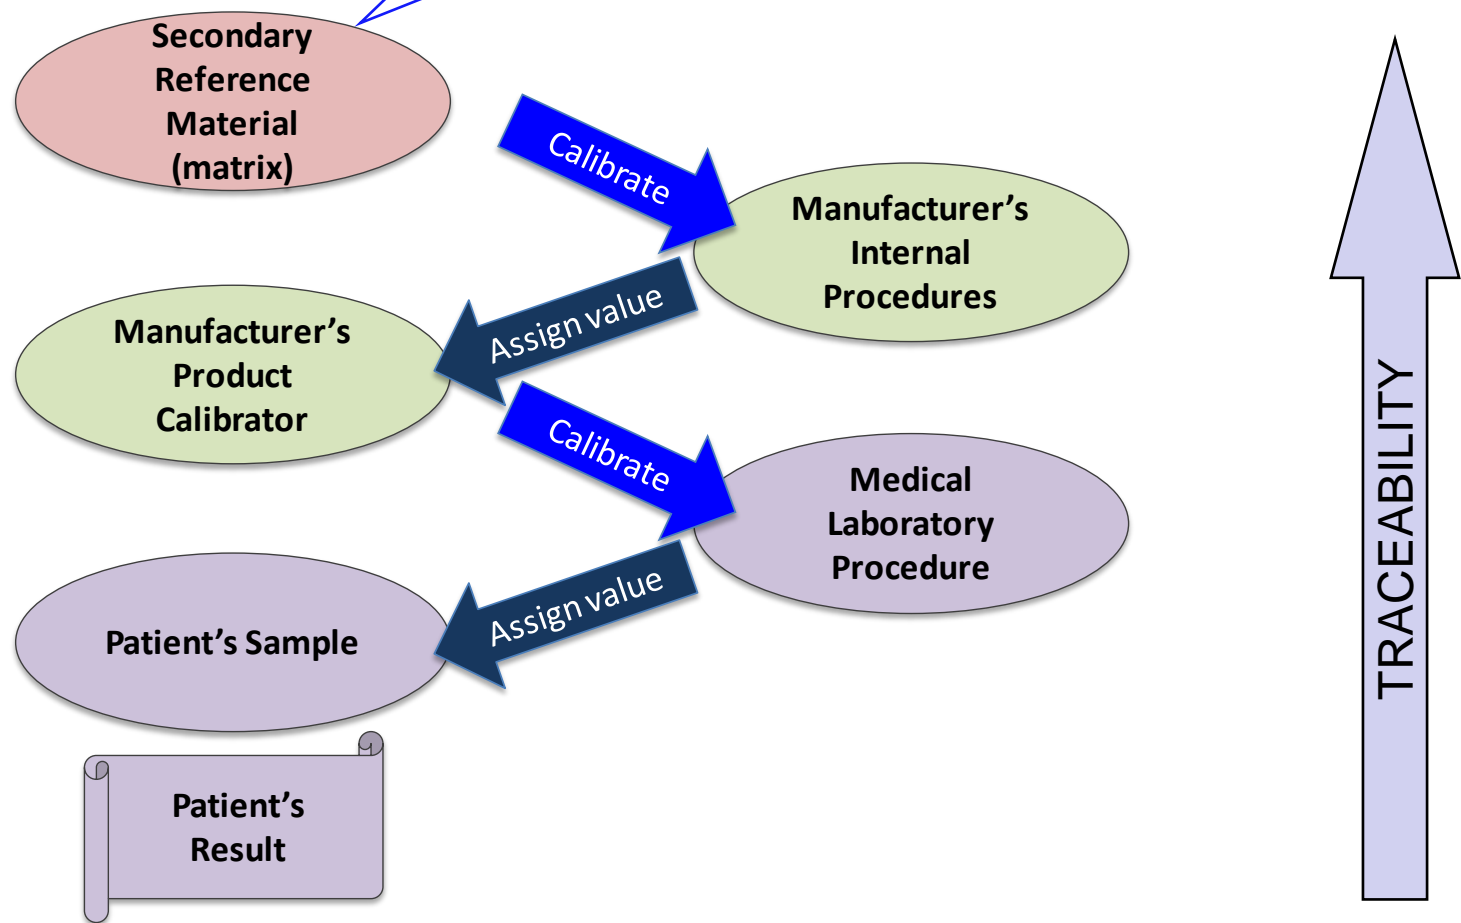 Secondary
Reference
Material
(matrix)
Calibrate
Manufacturer’s
Internal
Procedures
Assign value
Manufacturer’s
Product
Calibrator
Calibrate
Medical
Laboratory
Procedure
Assign value
Patient’s Sample
Patient’s
Result
TRACEABILITY